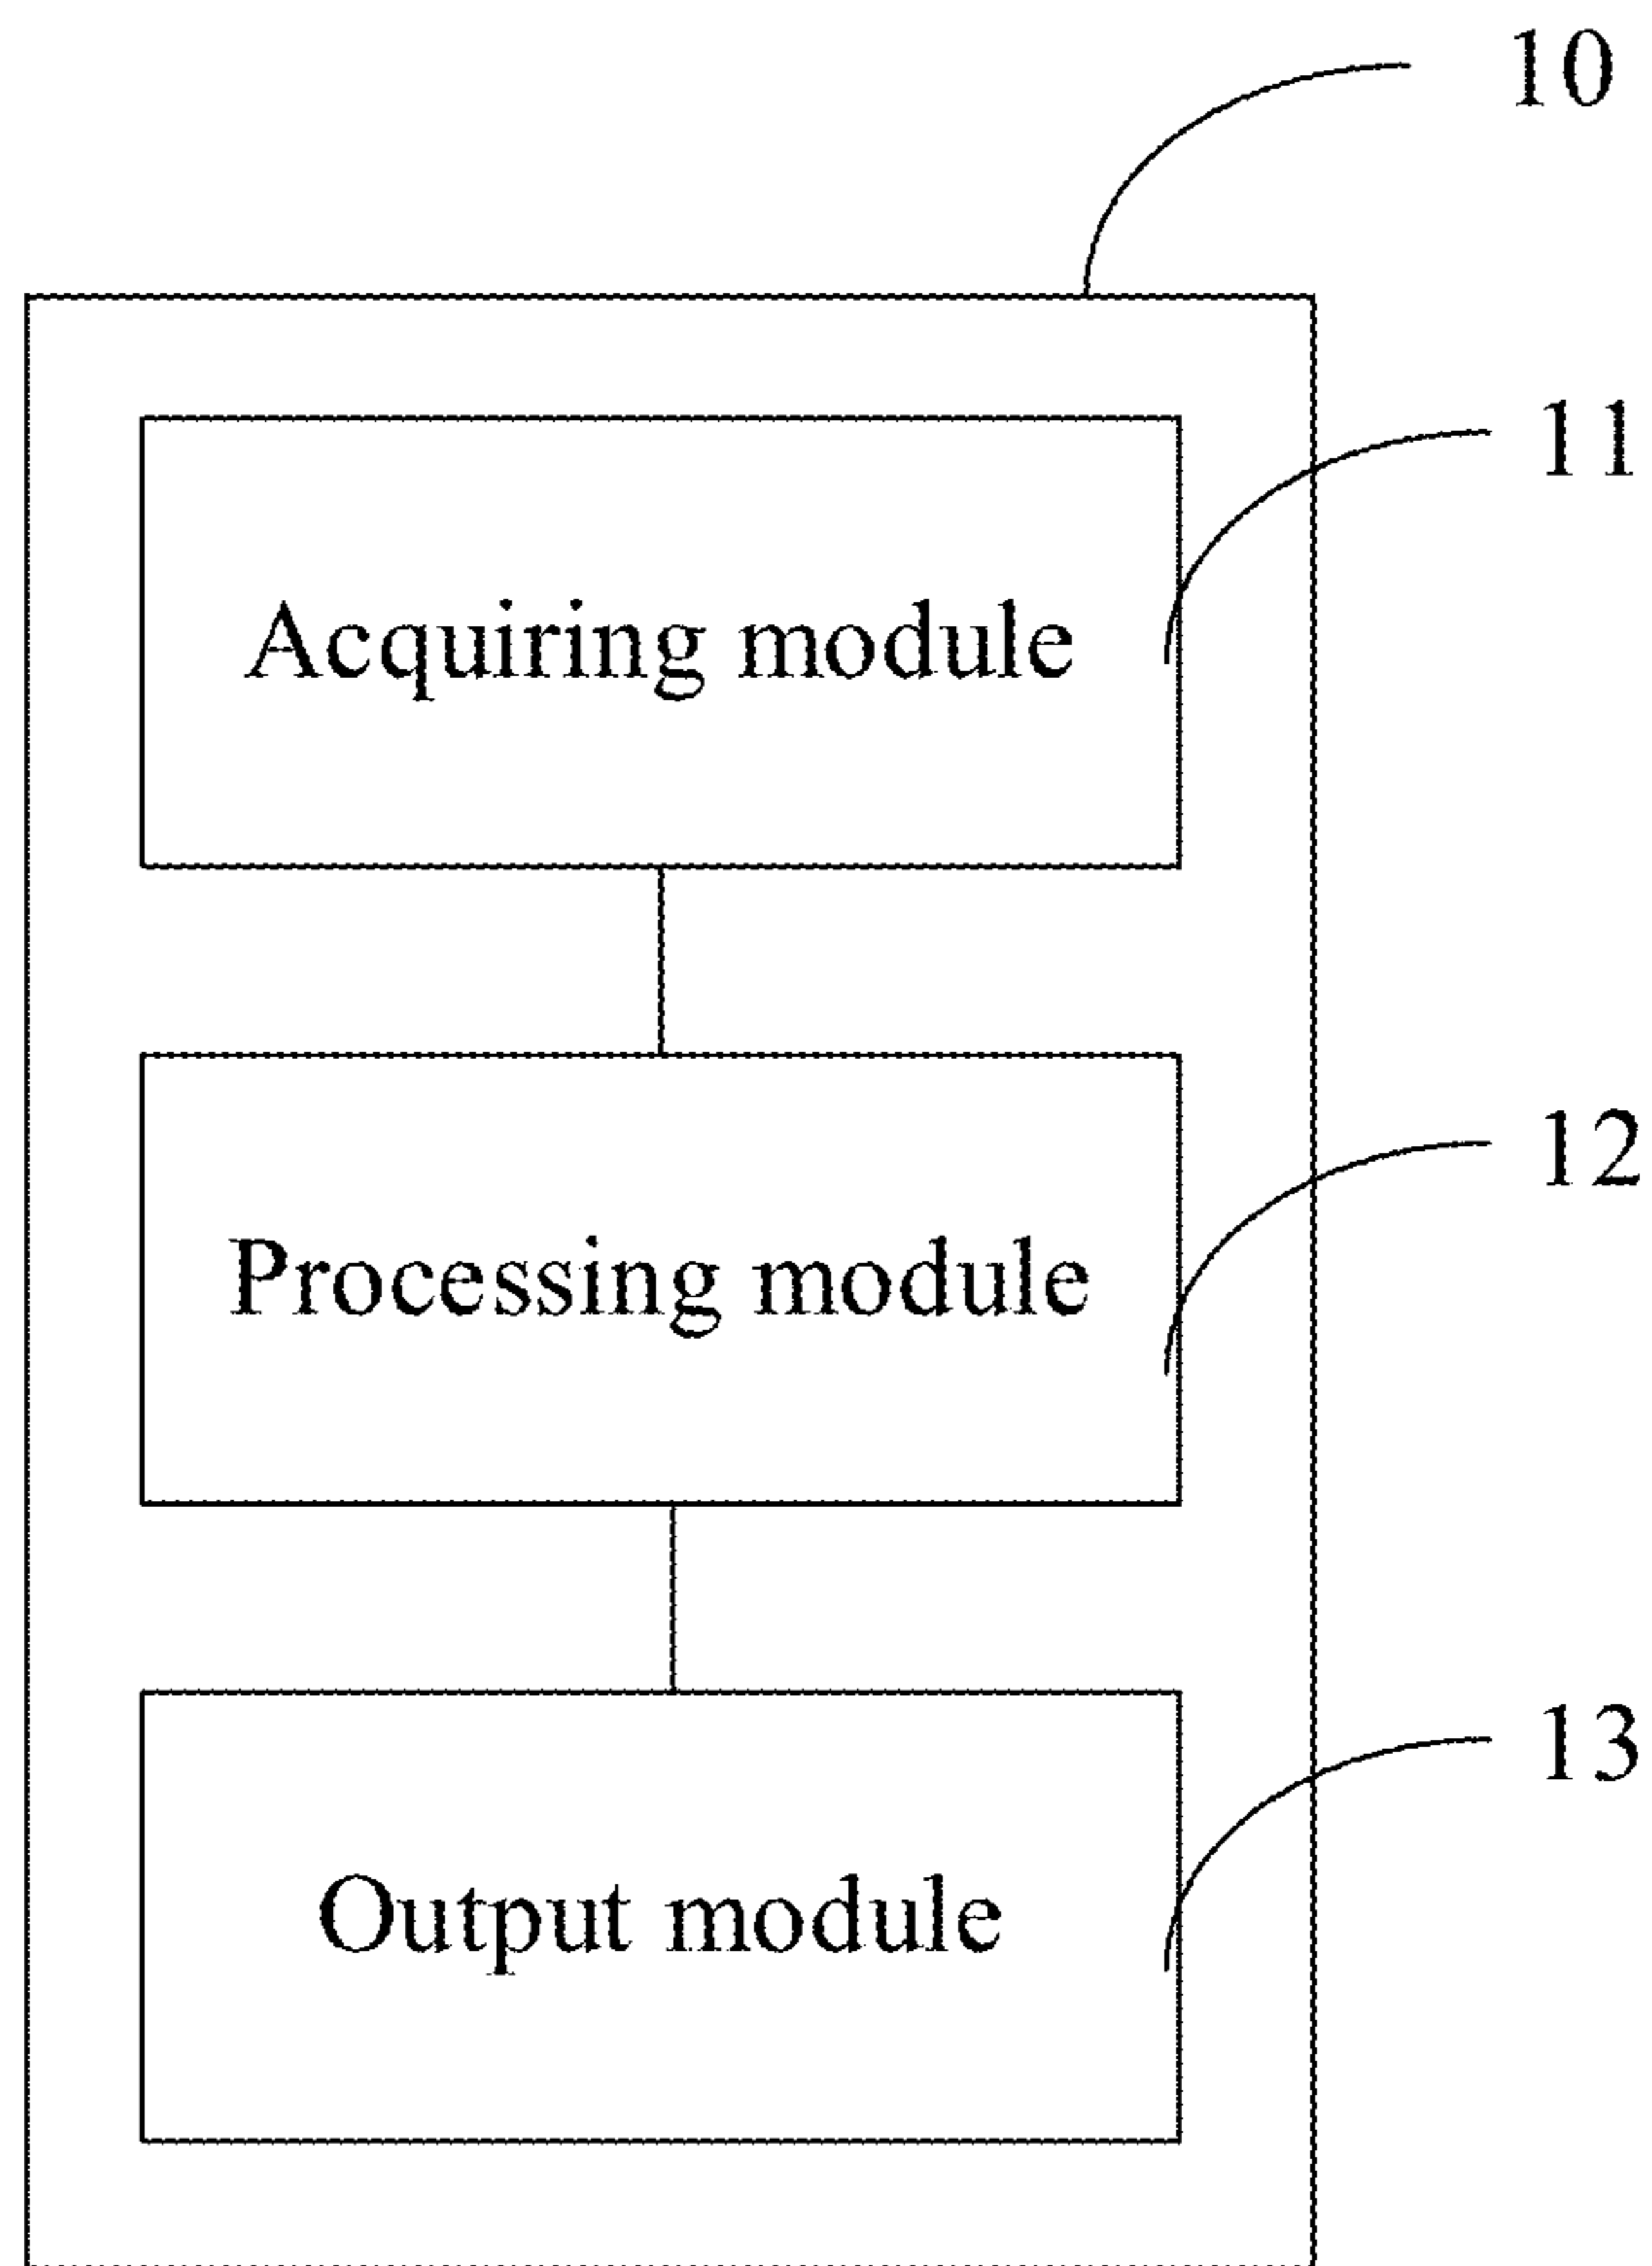 10
11
Acquiring module
12
Processing module
13
Output module